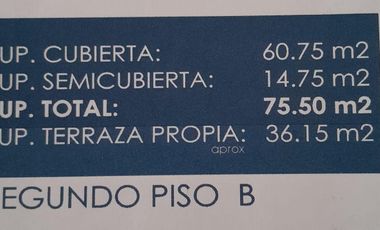 UP. CUBIERTA: 60.75 m2
UP. SEMICUBIERTA: 14.75 m2
UP. TOTAL: 75.50 m2
UP. TERRAZA PROPIA: 36.15 m2
aprox
EGUNDO PISO B